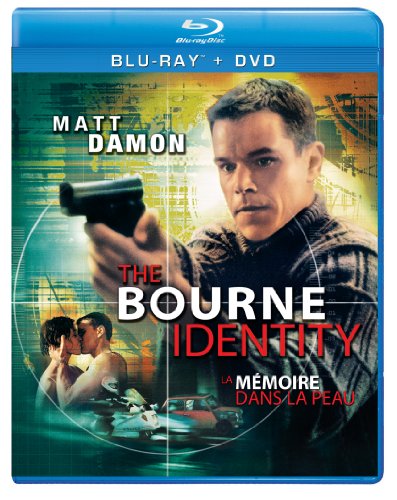 Blu-ray Disc
BLU-RAY™ + DVD
MATT
DAMON
THE
BOURNE
IDENTITY
LA
MÉMOIRE
DANS LA PEAU